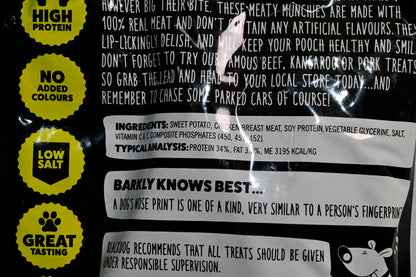 HIGH
PROTEIN
NO
ADDED
COLOURS
LOW
SALT
GREAT
TASTING
HOWEVER BIG THEIR BITE. THESE MEATY MUNCHIES ARE MADE WITH
100% REAL MEAT AND DON'T CONTAIN ANY ARTIFICIAL FLAVOURS. THEY
LIP-LICKINGLY DELISH, AND WILL KEEP YOUR POOCH HEALTHY AND SMIL
DON'T FORGET TO TRY OUR FAMOUS BEEF, KANGAROO OR PORK TREATS
SO GRAB THE LEAD AND HEAD TO YOUR LOCAL STORE TODAY...AND
REMEMBER TO CHASE SOME PARKED CARS OF COURSE!
INGREDIENTS: SWEET POTATO, CHICKEN BREAST MEAT, SOY PROTEIN, VEGETABLE GLYCERINE, SALT,
VITAMIN C & E, COMPOSITE PHOSPHATES (450, 451, 452).
TYPICAL ANALYSIS: PROTEIN 34%, FAT 3. %, ME 3195 KCAL/KG
BARKLY KNOWS BEST...
A DOG'S NOSE PRINT IS ONE OF A KIND, VERY SIMILAR TO A PERSON'S FINGERPRINT
BLACKDOG RECOMMENDS THAT ALL TREATS SHOULD BE GIVEN
UNDER RESPONSIBLE SUPERVISION.